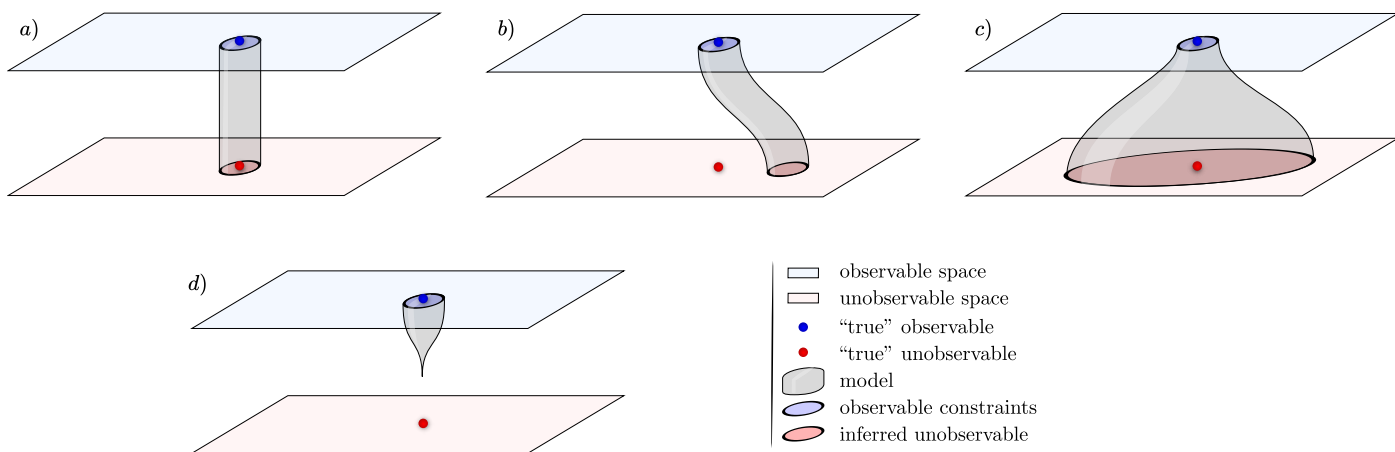 a)
b)
c)
d)
observable space
unobservable space
“true” observable
“true” unobservable
model
observable constraints
inferred unobservable